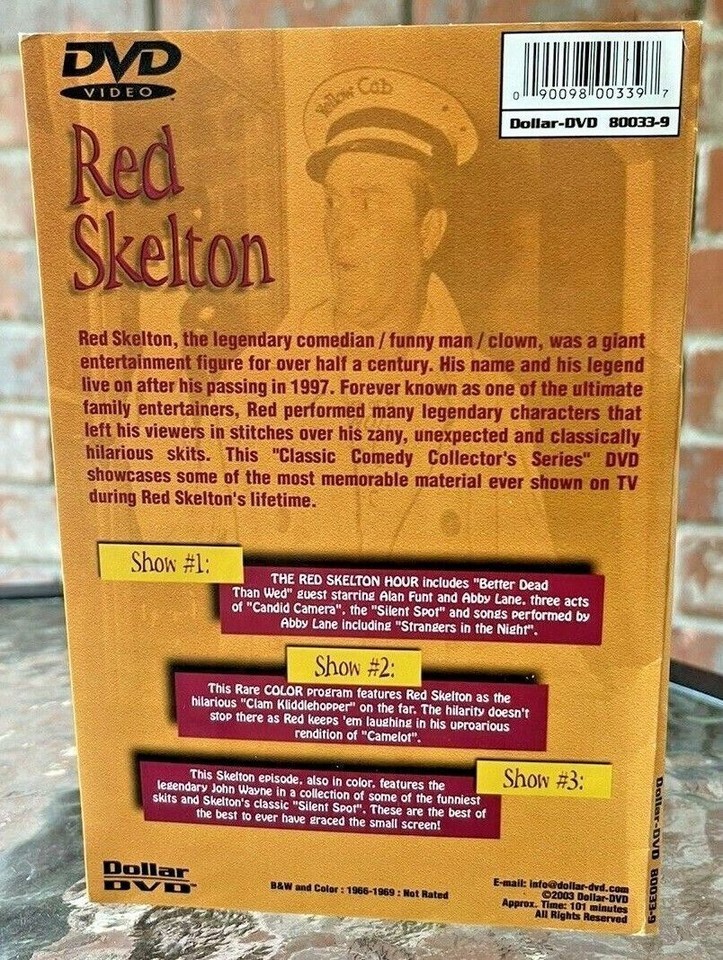 DVD
VIDEO
Yellow Cab
0 90098 00339 7
Dollar-DVD 80033-9
Red
Skelton
Red Skelton, the legendary comedian / funny man / clown, was a giant
entertainment figure for over half a century. His name and his legend
live on after his passing in 1997. Forever known as one of the ultimate
family entertainers, Red performed many legendary characters that
left his viewers in stitches over his zany, unexpected and classically
hilarious skits. This "Classic Comedy Collector's Series" DVD
showcases some of the most memorable material ever shown on TV
during Red Skelton's lifetime.
Show #1:
THE RED SKELTON HOUR includes "Better Dead
Than Wed" guest starring Alan Funt and Abby Lane, three acts
of "Candid Camera", the "Silent Spot" and songs performed by
Abby Lane including "Strangers in the Night".
Show #2:
This Rare COLOR program features Red Skelton as the
hilarious "Clam Kliddlehopper" on the far. The hilarity doesn't
stop there as Red keeps 'em laughing in his uproarious
rendition of "Camelot".
Show #3:
This Skelton episode, also in color, features the
legendary John Wayne in a collection of some of the funniest
skits and Skelton's classic "Silent Spot". These are the best of
the best to ever have graced the small screen!
Dollar
DVD™
B&W and Color : 1966-1969 : Not Rated
E-mail: info@dollar-dvd.com
©2003 Dollar-DVD
Approx. Time: 101 minutes
All Rights Reserved
Dollar-DVD 80033-9